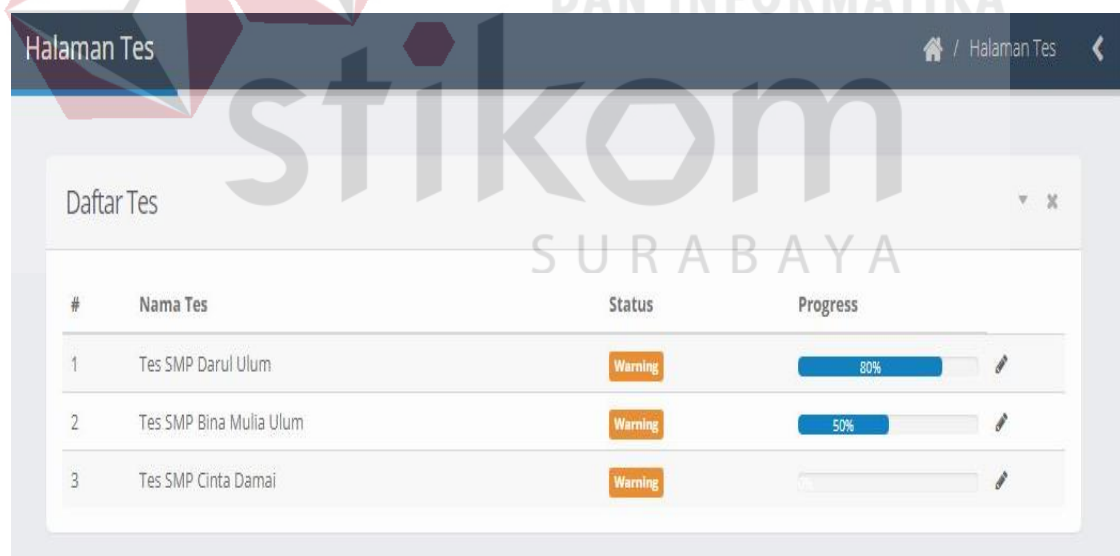 DAN INFORMATIKA
Halaman Tes
/ Halaman Tes
stikom
SURABAYA
Daftar Tes
# Nama Tes Status Progress
1 Tes SMP Darul Ulum Warning 80%
2 Tes SMP Bina Mulia Ulum Warning 50%
3 Tes SMP Cinta Damai Warning